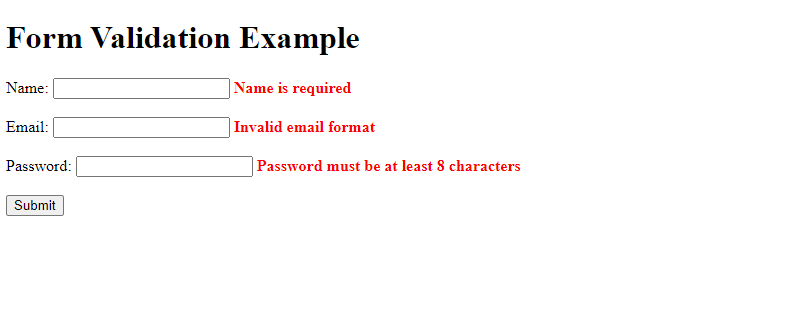 Form Validation Example
Name: Name is required
Email: Invalid email format
Password: Password must be at least 8 characters
Submit